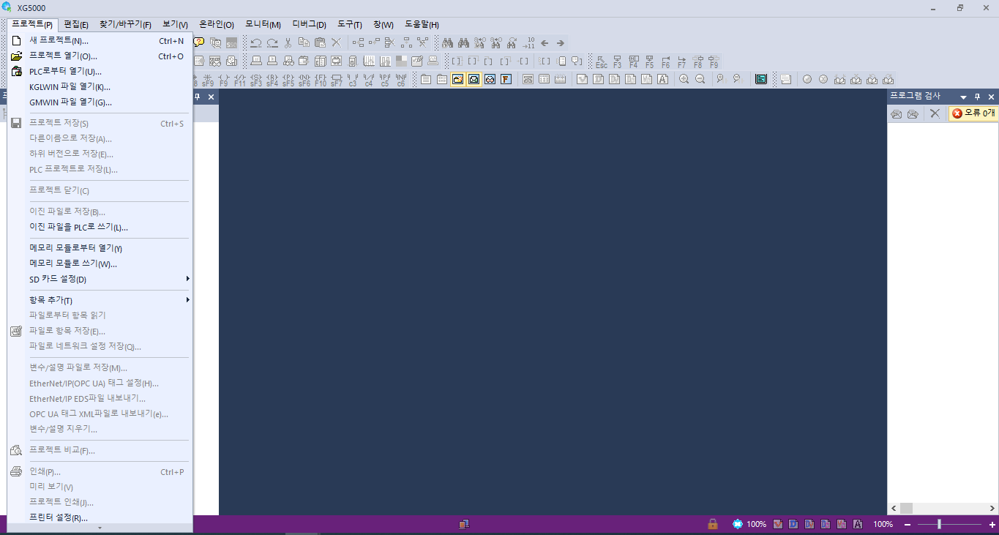 XG5000
프로젝트(P) 편집(E) 찾기/바꾸기(F) 보기(V) 온라인(O) 모니터(M) 디버그(D) 도구(T) 창(W) 도움말(H)
새 프로젝트(N)... Ctrl+N
프로젝트 열기(O)... Ctrl+O
PLC로부터 열기(U)...
KGLWIN 파일 열기(K)...
GMWIN 파일 열기(G)...
프로젝트 저장(S) Ctrl+S
다른이름으로 저장(A)...
하위 버전으로 저장(E)...
PLC 프로젝트로 저장(L)...
프로젝트 닫기(C)
이진 파일로 저장(B)...
이진 파일을 PLC로 쓰기(L)...
메모리 모듈로부터 열기(Y)
메모리 모듈로 쓰기(W)...
SD 카드 설정(D)
항목 추가(T)
파일로부터 항목 읽기
파일로 항목 저장(E)...
파일로 네트워크 설정 저장(Q)...
변수/설명 파일로 저장(M)...
EtherNet/IP(OPC UA) 태그 설정(H)...
EtherNet/IP EDS파일 내보내기...
OPC UA 태그 XML파일로 내보내기(e)...
변수/설명 지우기...
프로젝트 비교(F)...
인쇄(P)... Ctrl+P
미리 보기(V)
프로젝트 인쇄(J)...
프린터 설정(R)...
Esc F3 F4 F5 F6 F7 F8 F9
sF9 F9 F11 sF3 sF4 sF5 sF6 F10 sF7 c3 c4 c5 c6
프로그램 검사
오류 0개
100% 100%